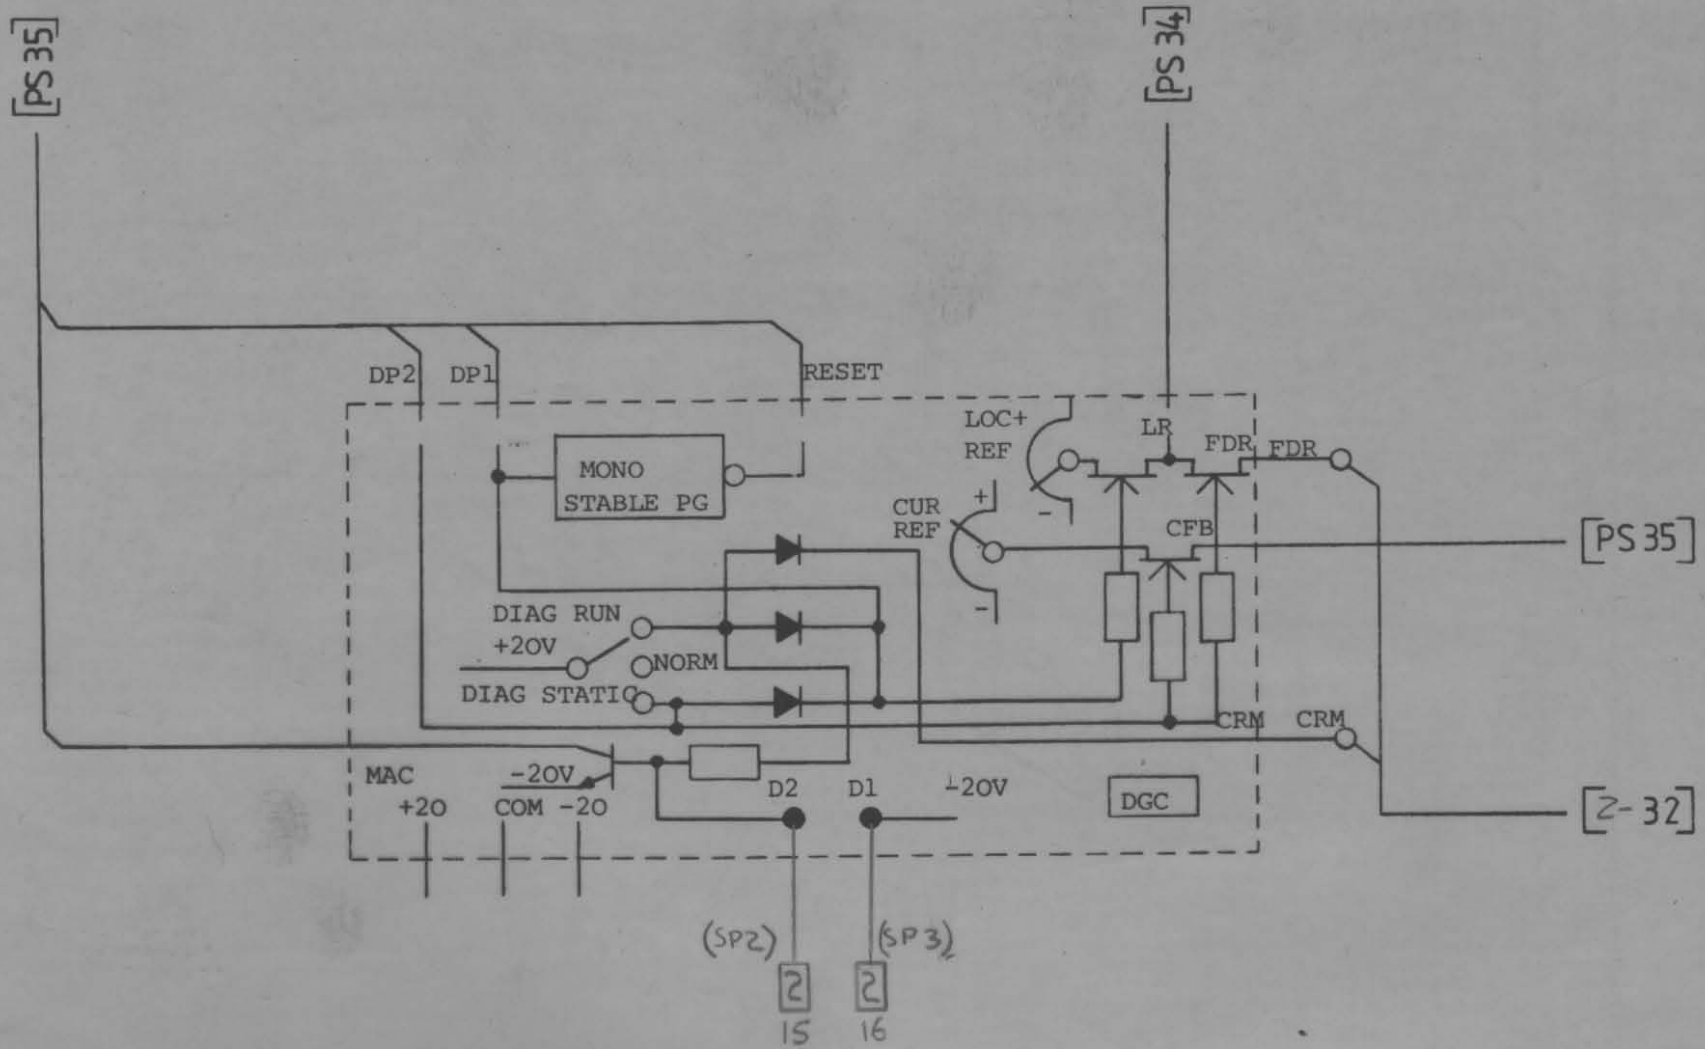 [PS35]
[PS34]
DP2
DP1
RESET
LOC+
REF
LR
FDR
FDR
MONO
STABLE PG
CUR
REF
+
-
CFB
[PS35]
-
DIAG RUN
+20V
NORM
DIAG STATIC
CRM
CRM
MAC
-20V
+20
COM
-20
D2
D1
+20V
DGC
[2-32]
(SP2)
(SP3)
2
2
15
16